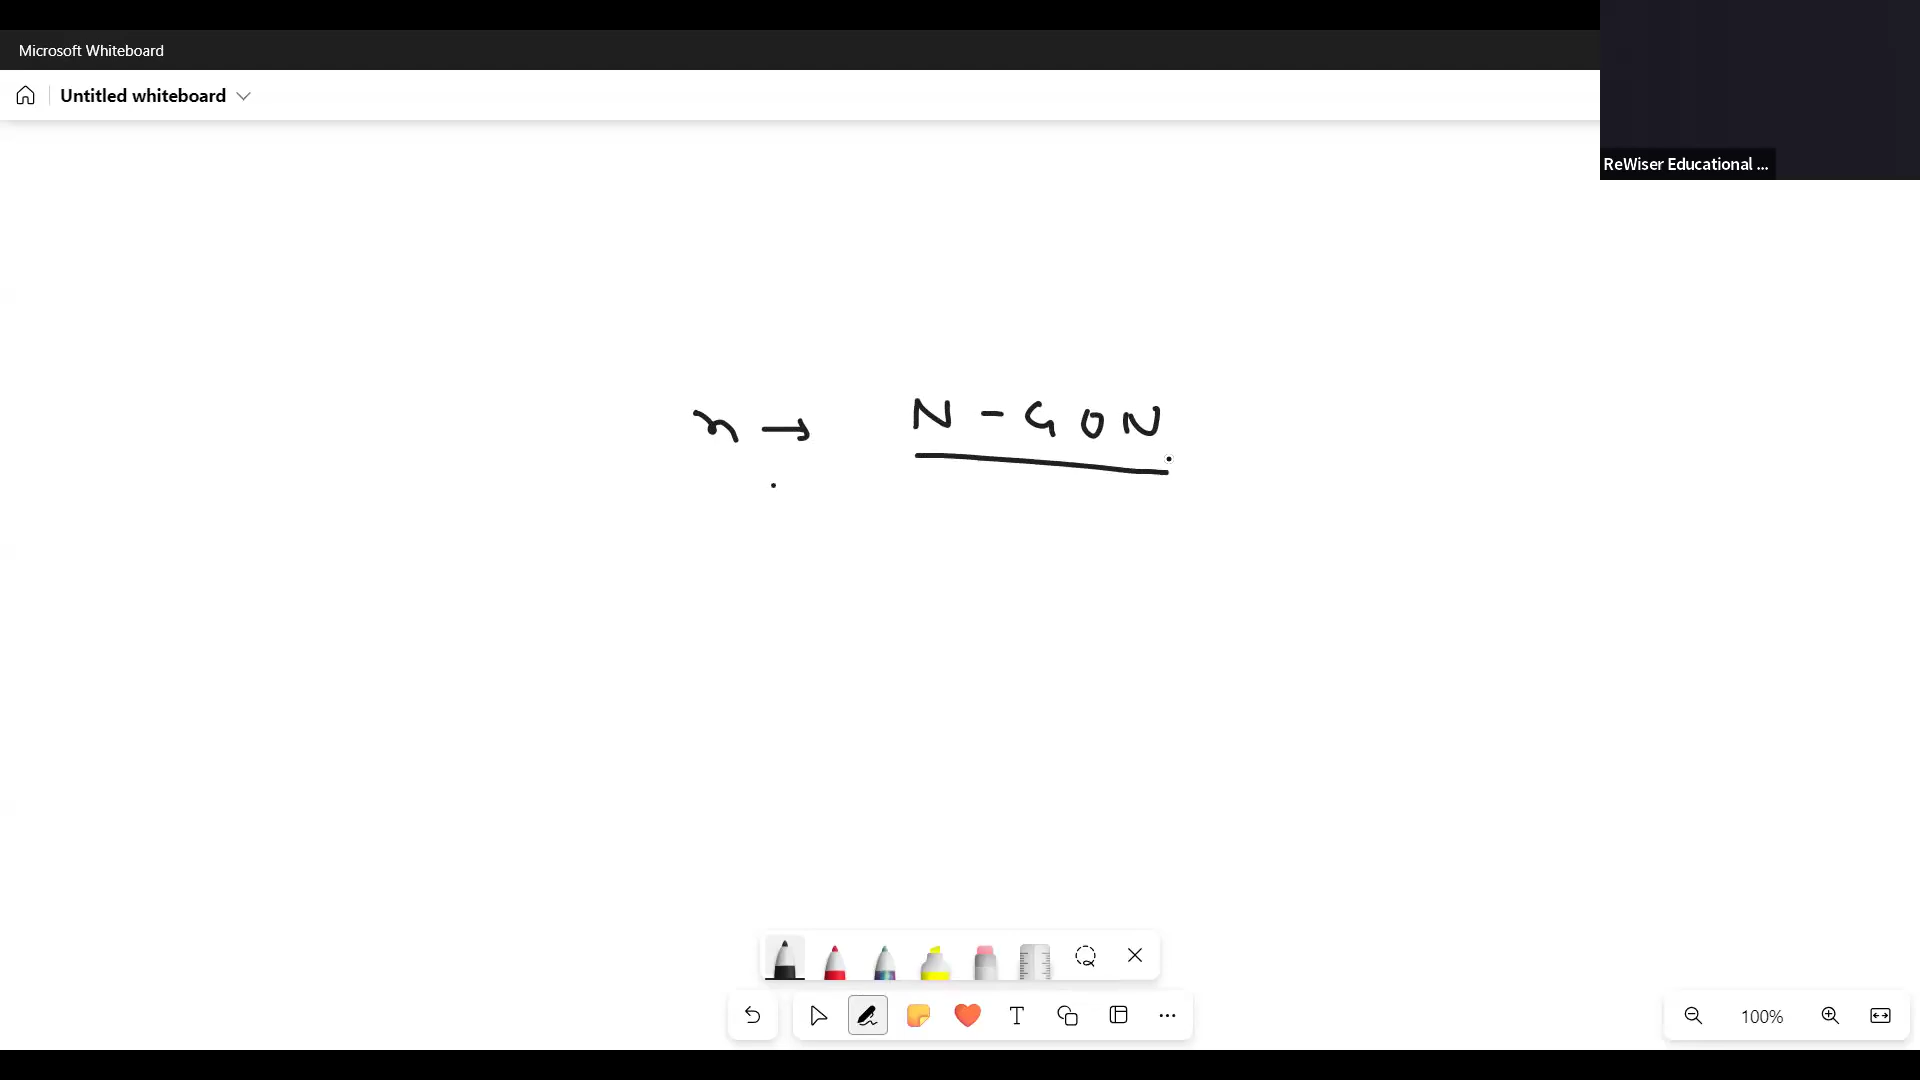 Microsoft Whiteboard
Untitled whiteboard
ReWiser Educational ...
n → N - GON
100%